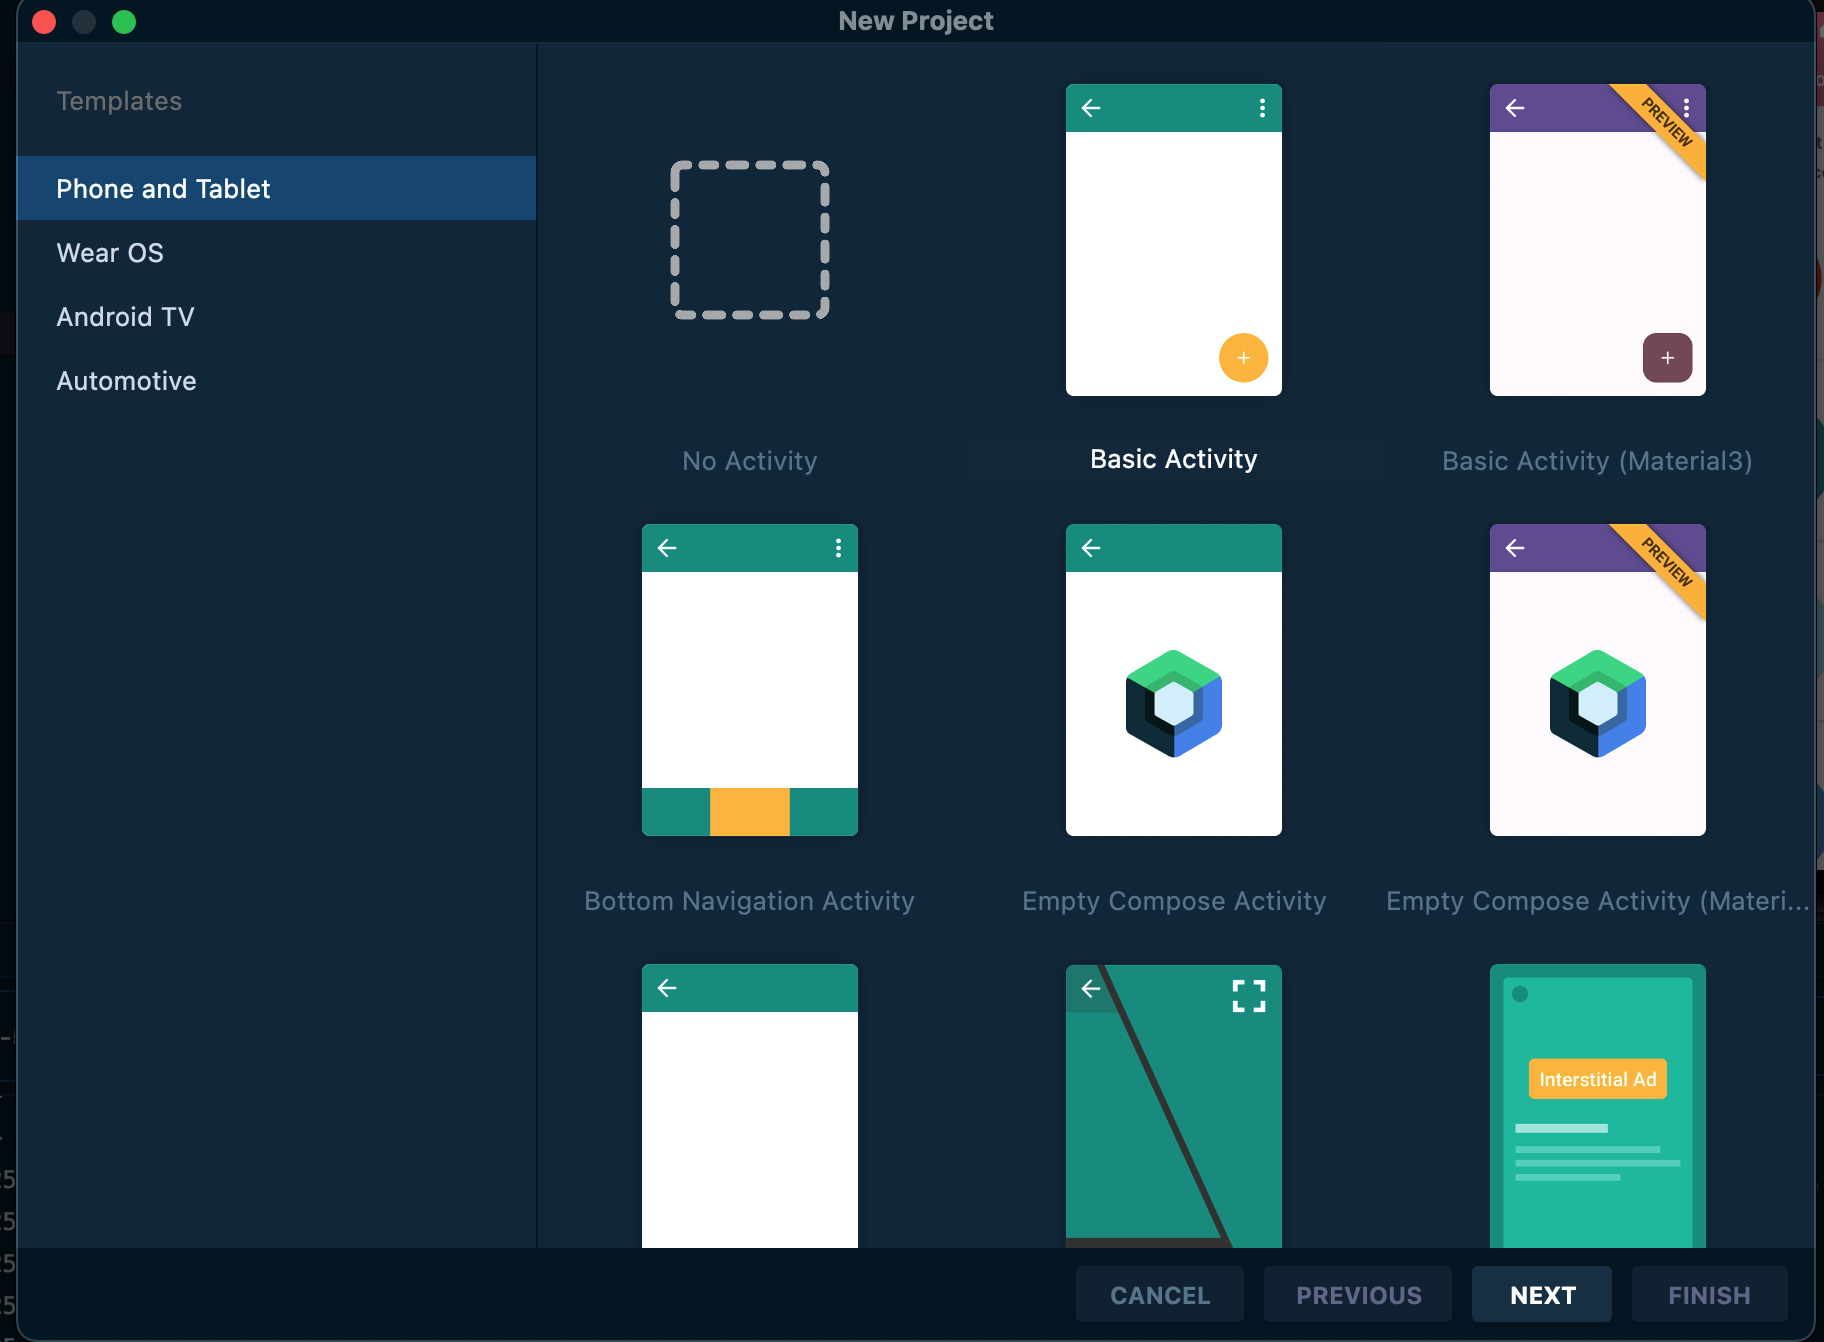 New Project
Templates
Phone and Tablet
Wear OS
Android TV
Automotive
PREVIEW
No Activity
Basic Activity
Basic Activity (Material3)
PREVIEW
Bottom Navigation Activity
Empty Compose Activity
Empty Compose Activity (Materi...
Interstitial Ad
CANCEL
PREVIOUS
NEXT
FINISH